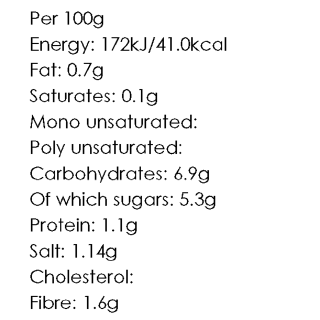 Per 100g
Energy: 172kJ/41.0kcal
Fat: 0.7g
Saturates: 0.1g
Mono unsaturated:
Poly unsaturated:
Carbohydrates: 6.9g
Of which sugars: 5.3g
Protein: 1.1g
Salt: 1.14g
Cholesterol:
Fibre: 1.6g